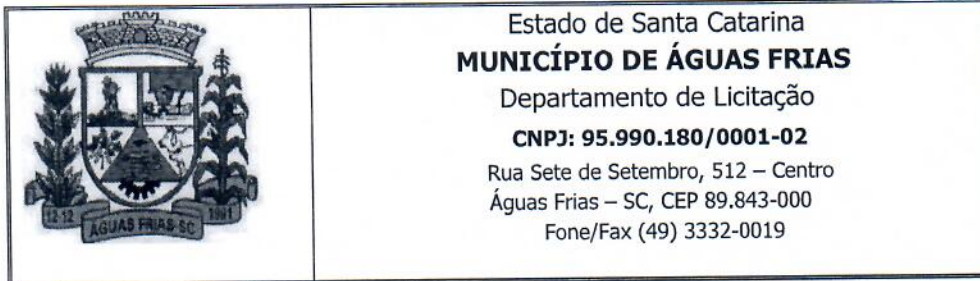 Estado de Santa Catarina
MUNICÍPIO DE ÁGUAS FRIAS
Departamento de Licitação
CNPJ: 95.990.180/0001-02
Rua Sete de Setembro, 512 – Centro
Águas Frias – SC, CEP 89.843-000
Fone/Fax (49) 3332-0019
12-12
1991
ÁGUAS FRIAS-SC